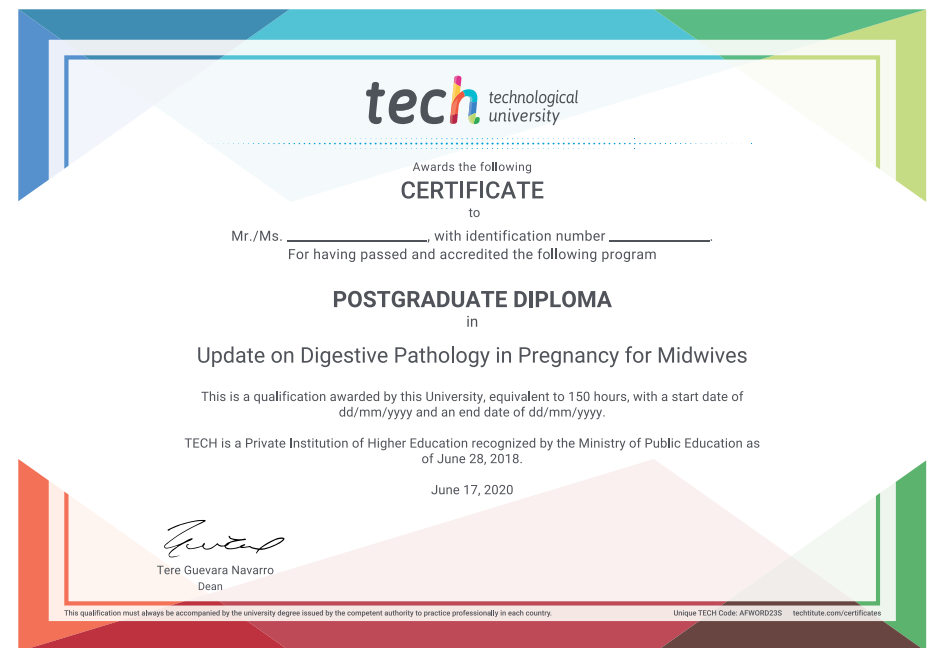 tech technological
university
Awards the following
CERTIFICATE
to
Mr./Ms. ____________________, with identification number ______________.
For having passed and accredited the following program
POSTGRADUATE DIPLOMA
in
Update on Digestive Pathology in Pregnancy for Midwives
This is a qualification awarded by this University, equivalent to 150 hours, with a start date of
dd/mm/yyyy and an end date of dd/mm/yyyy.
TECH is a Private Institution of Higher Education recognized by the Ministry of Public Education as
of June 28, 2018.
June 17, 2020
Tere Guevara Navarro
Dean
This qualification must always be accompanied by the university degree issued by the competent authority to practice professionally in each country. Unique TECH Code: AFWORD23S techtitute.com/certificates